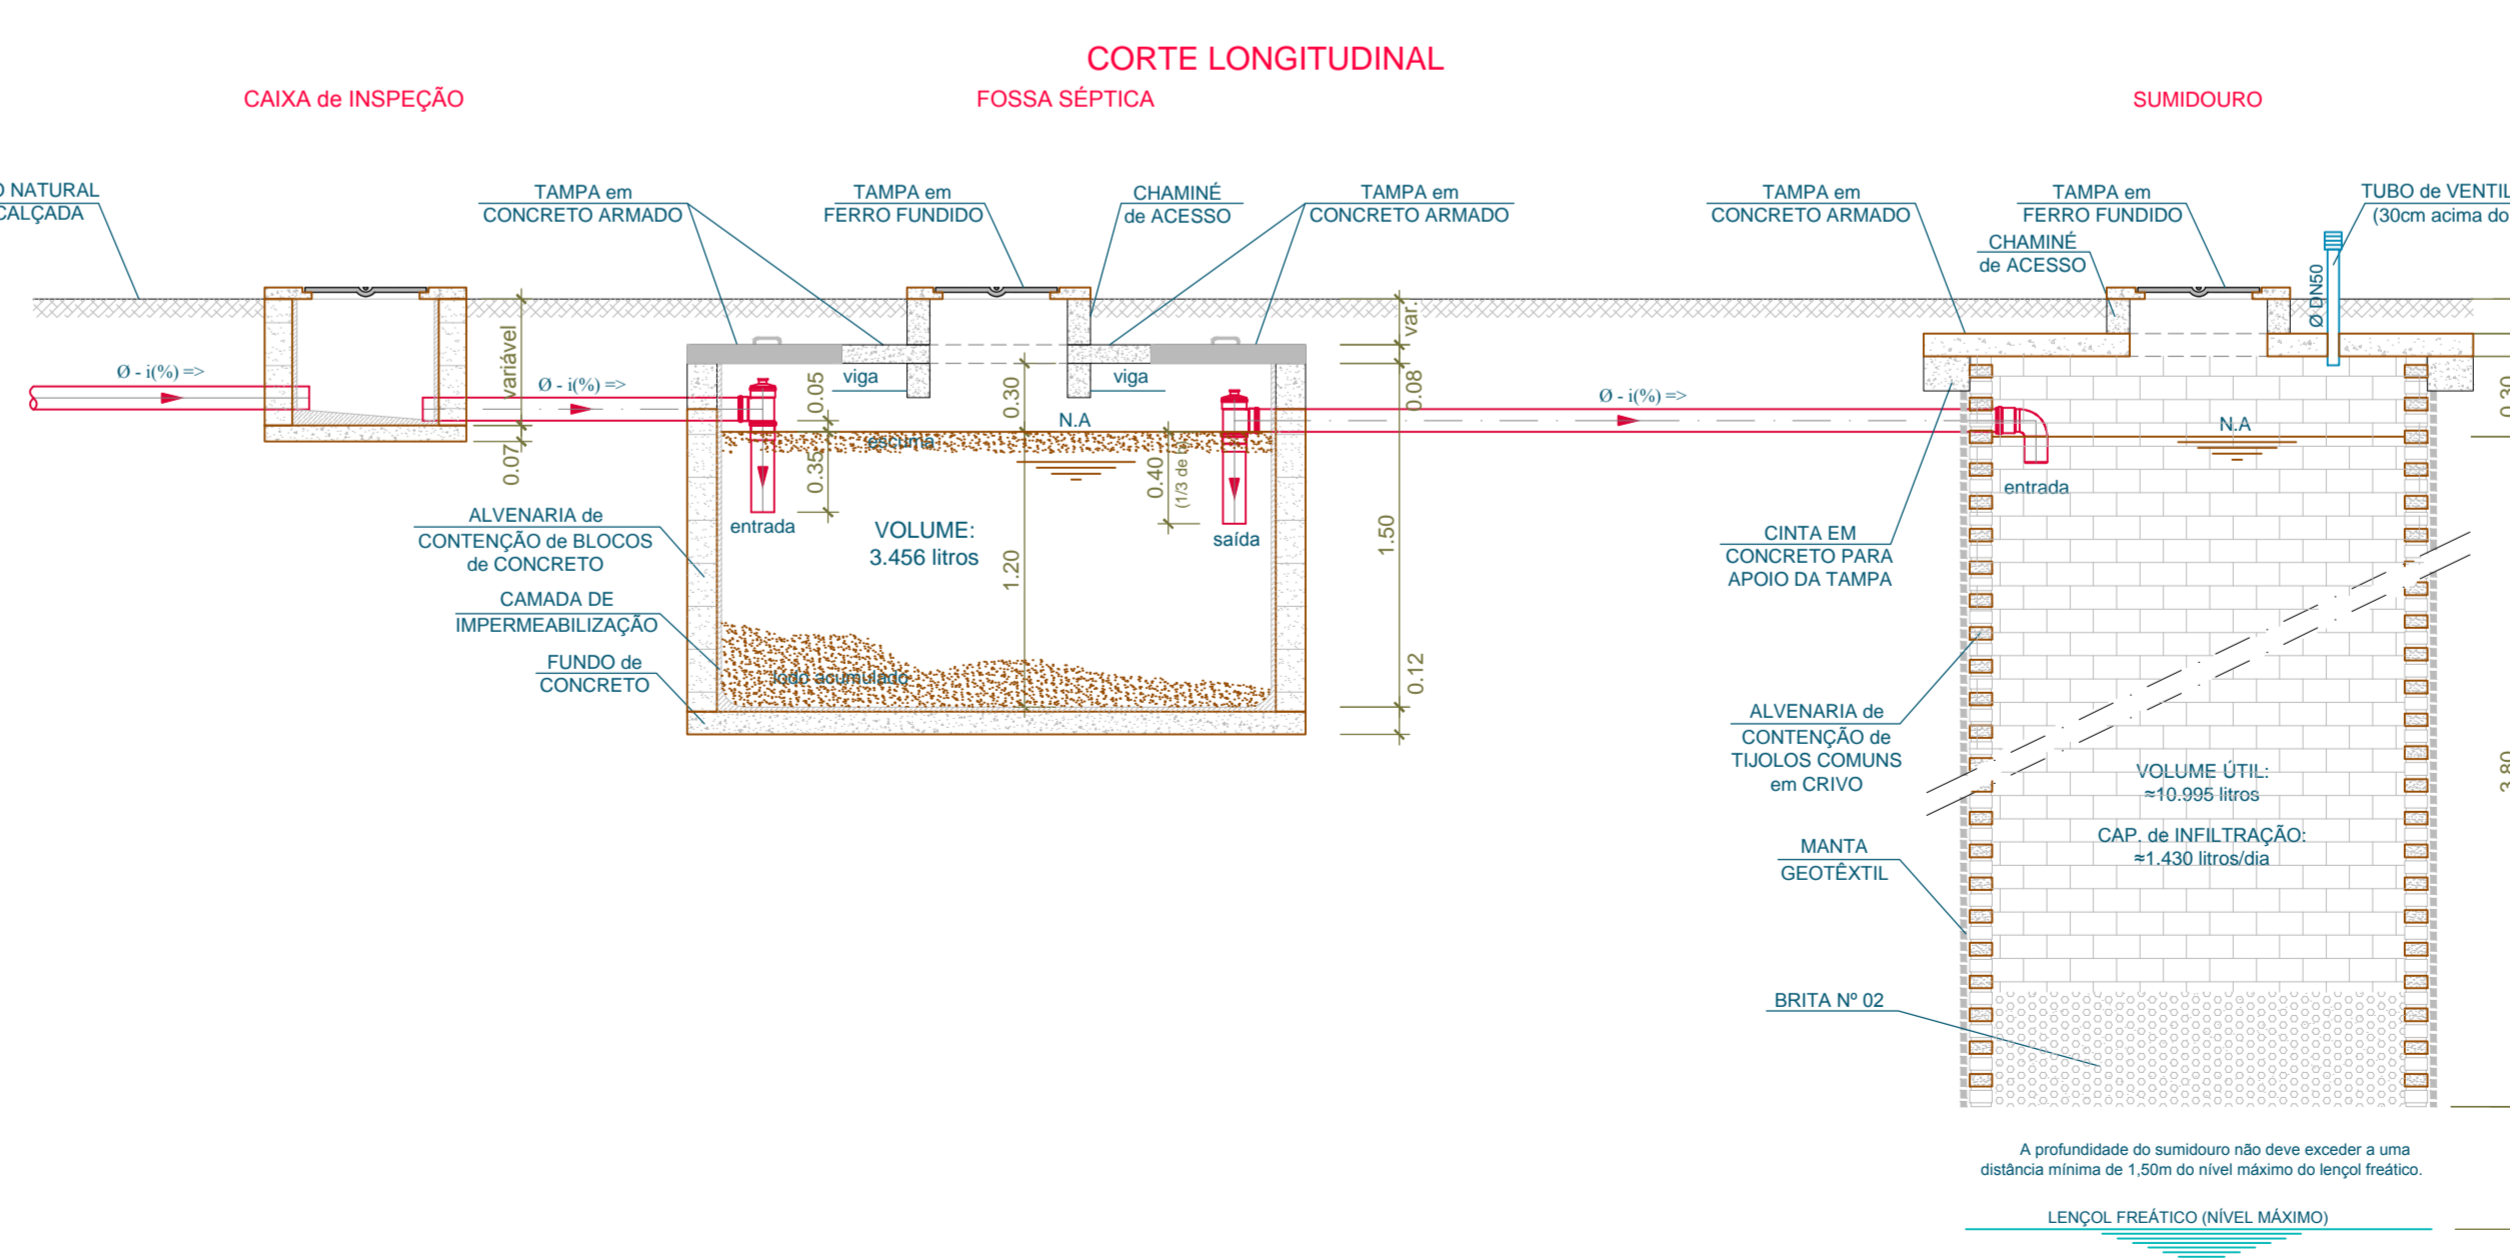 CORTE LONGITUDINAL
CAIXA de INSPEÇÃO
FOSSA SÉPTICA
SUMIDOURO
O NATURAL
CALÇADA
TAMPA em
CONCRETO ARMADO
TAMPA em
FERRO FUNDIDO
CHAMINÉ
de ACESSO
TAMPA em
CONCRETO ARMADO
TAMPA em
CONCRETO ARMADO
TAMPA em
FERRO FUNDIDO
CHAMINÉ
de ACESSO
TUBO de VENTIL
(30cm acima do
Ø DN50
Ø - i(%) =>
variável
0.07
Ø - i(%) =>
viga
viga
0.05
0.30
0.35
escuma
N.A
0.40
(1/3 de
entrada
saída
VOLUME:
3.456 litros
1.20
lodo acumulado
var.
0.08
1.50
0.12
ALVENARIA de
CONTENÇÃO de BLOCOS
de CONCRETO
CAMADA DE
IMPERMEABILIZAÇÃO
FUNDO de
CONCRETO
Ø - i(%) =>
N.A
entrada
0.30
3.80
CINTA EM
CONCRETO PARA
APOIO DA TAMPA
ALVENARIA de
CONTENÇÃO de
TIJOLOS COMUNS
em CRIVO
VOLUME ÚTIL:
≈10.995 litros
CAP. de INFILTRAÇÃO:
≈1.430 litros/dia
MANTA
GEOTÊXTIL
BRITA Nº 02
A profundidade do sumidouro não deve exceder a uma
distância mínima de 1,50m do nível máximo do lençol freático.
LENÇOL FREÁTICO (NÍVEL MÁXIMO)